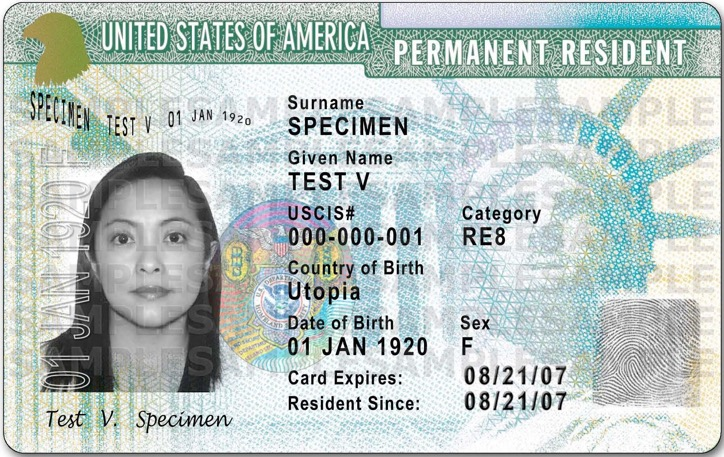 UNITED STATES OF AMERICA
PERMANENT RESIDENT
SPECIMEN TEST V 01 JAN 1920
Surname
SPECIMEN
Given Name
TEST V
USCIS# Category
000-000-001 RE8
Country of Birth
Utopia
Date of Birth Sex
01 JAN 1920 F
Card Expires: 08/21/07
Resident Since: 08/21/07
01 JAN 1920 F
Test V. Specimen
SAMPLE